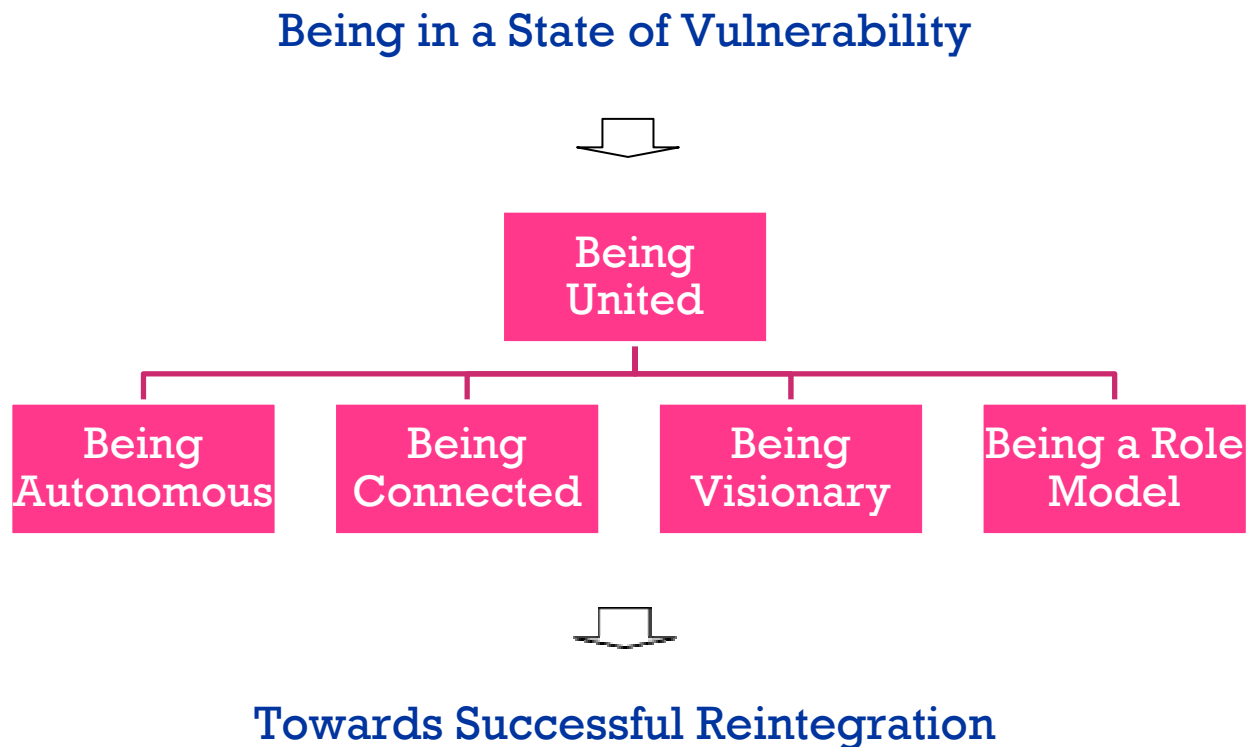 Being in a State of Vulnerability
Being
United
Being
Autonomous
Being
Connected
Being
Visionary
Being a Role
Model
Towards Successful Reintegration